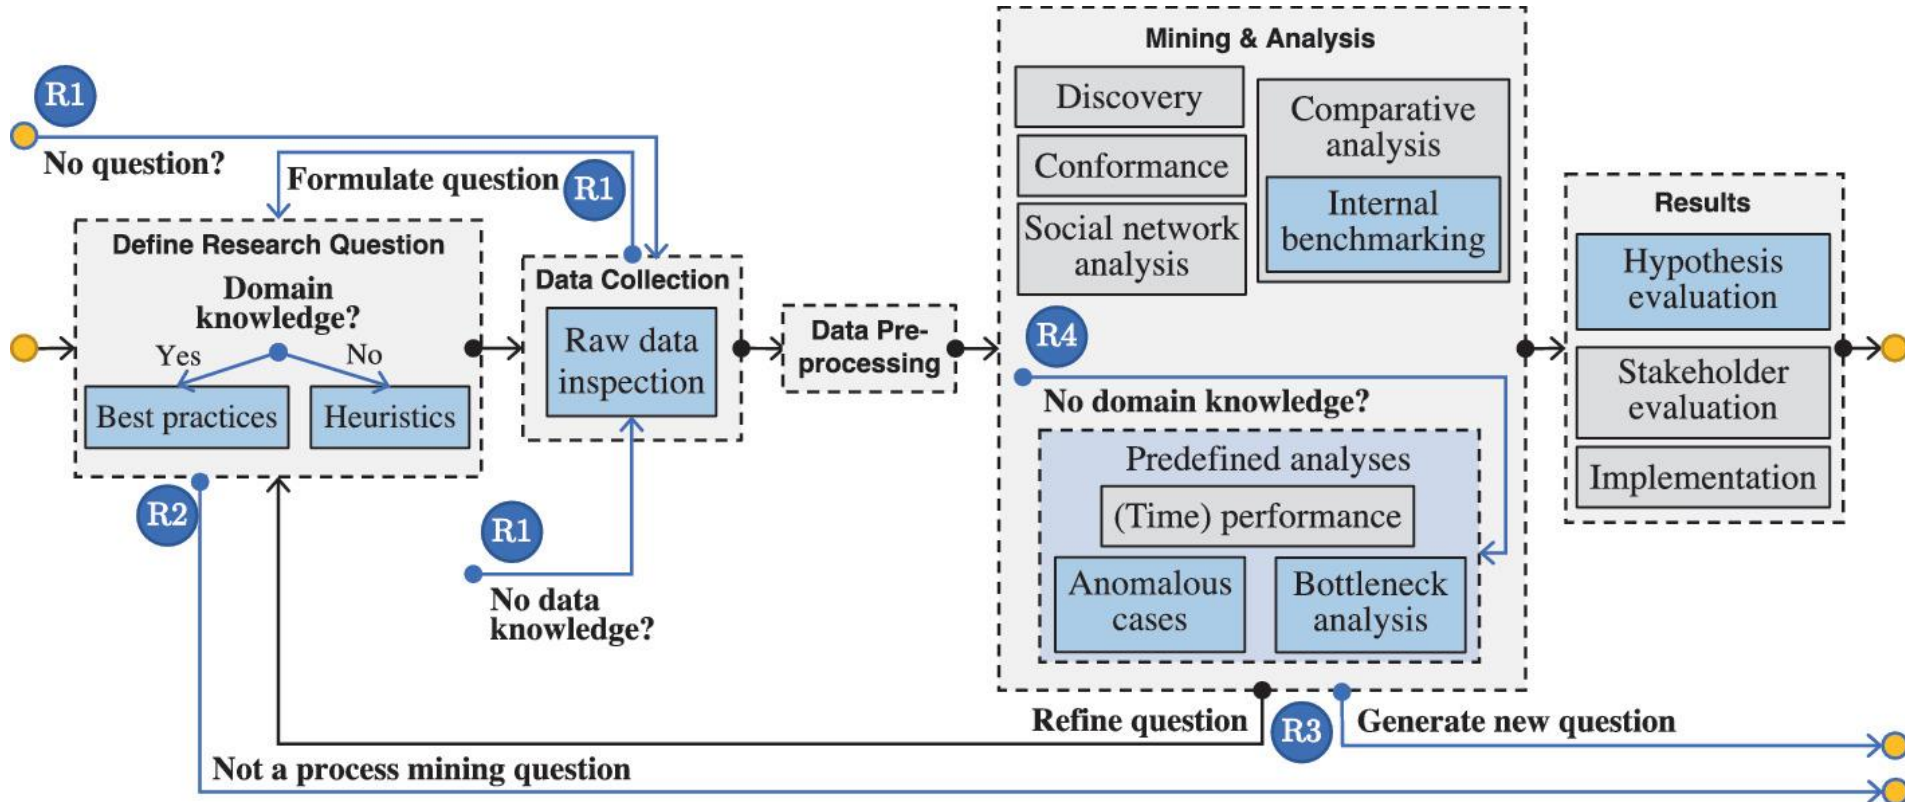 R1
No question?
Formulate question
R1
Define Research Question
Domain
knowledge?
Yes
No
Best practices
Heuristics
R2
Data Collection
Raw data
inspection
R1
No data
knowledge?
Data Pre-
processing
Mining & Analysis
Discovery
Conformance
Social network
analysis
Comparative
analysis
Internal
benchmarking
R4
No domain knowledge?
Predefined analyses
(Time) performance
Anomalous
cases
Bottleneck
analysis
Results
Hypothesis
evaluation
Stakeholder
evaluation
Implementation
Refine question
R3
Generate new question
Not a process mining question